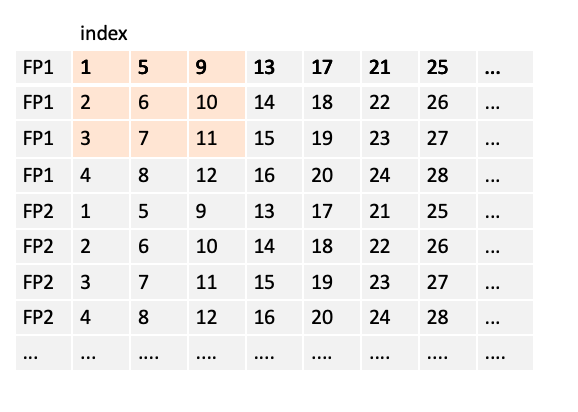 index
FP1 1 5 9 13 17 21 25 ...
FP1 2 6 10 14 18 22 26 ...
FP1 3 7 11 15 19 23 27 ...
FP1 4 8 12 16 20 24 28 ...
FP2 1 5 9 13 17 21 25 ...
FP2 2 6 10 14 18 22 26 ...
FP2 3 7 11 15 19 23 27 ...
FP2 4 8 12 16 20 24 28 ...
... ... .... .... .... .... .... .... ....